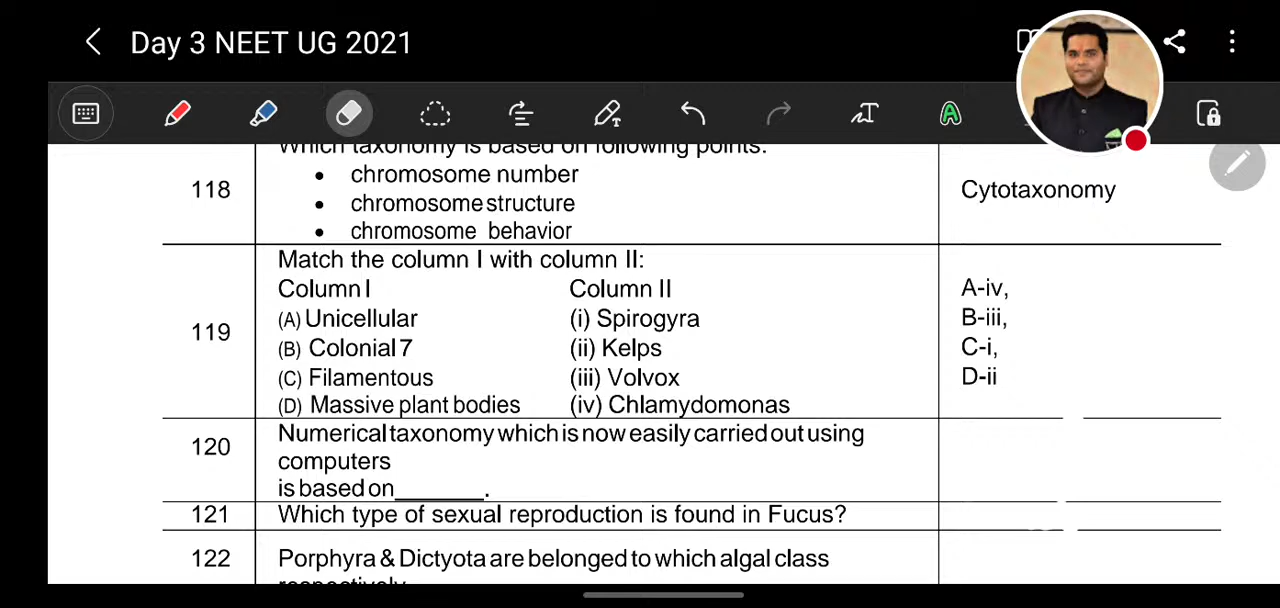 Day 3 NEET UG 2021
Which taxonomy is based on following points:
118
• chromosome number
• chromosome structure
• chromosome behavior
Cytotaxonomy
119
Match the column I with column II:
Column I Column II
(A) Unicellular (i) Spirogyra
(B) Colonial 7 (ii) Kelps
(C) Filamentous (iii) Volvox
(D) Massive plant bodies (iv) Chlamydomonas
A-iv,
B-iii,
C-i,
D-ii
120
Numerical taxonomy which is now easily carried out using
computers
is based on_______.
121 Which type of sexual reproduction is found in Fucus?
122 Porphyra & Dictyota are belonged to which algal class
respectively